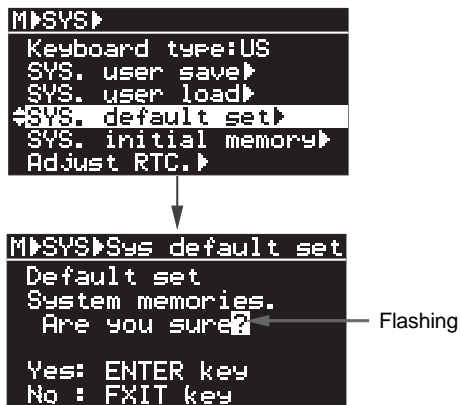 M▶SYS▶
Keyboard type:US
SYS. user save▶
SYS. user load▶
SYS. default set▶
SYS. initial memory▶
Adjust RTC.▶
M▶SYS▶Sys default set
Default set
System memories.
Are you sure?
Flashing
Yes: ENTER key
No : EXIT key